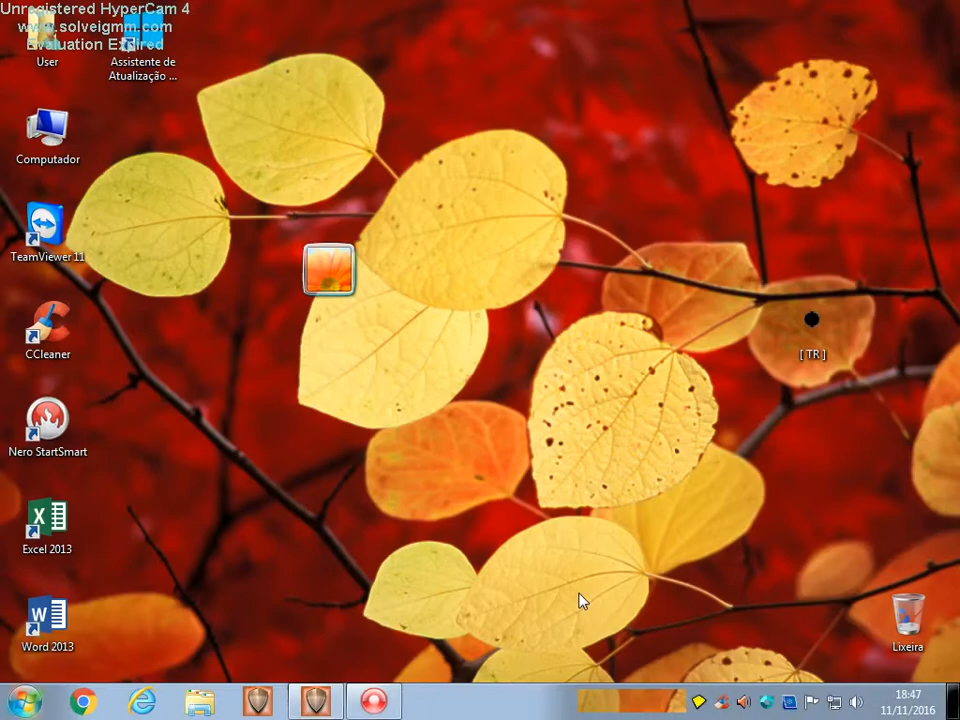 Unregistered HyperCam 4
www.solveigmm.com
Evaluation Expired
User
Assistente de
Atualização ...
Computador
TeamViewer 11
CCleaner
[ TR ]
Nero StartSmart
Excel 2013
Word 2013
Lixeira
18:47
11/11/2016